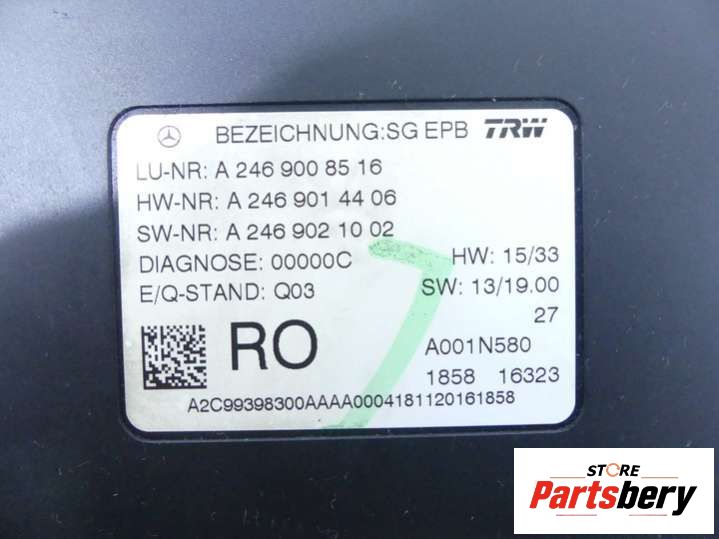 BEZEICHNUNG:SG EPB TRW
LU-NR: A 246 900 85 16
HW-NR: A 246 901 44 06
SW-NR: A 246 902 10 02
DIAGNOSE: 00000C HW: 15/33
E/Q-STAND: Q03 SW: 13/19.00
27
RO A001N580
1858 16323
A2C99398300AAAA0004181120161858
STORE
Partsbery